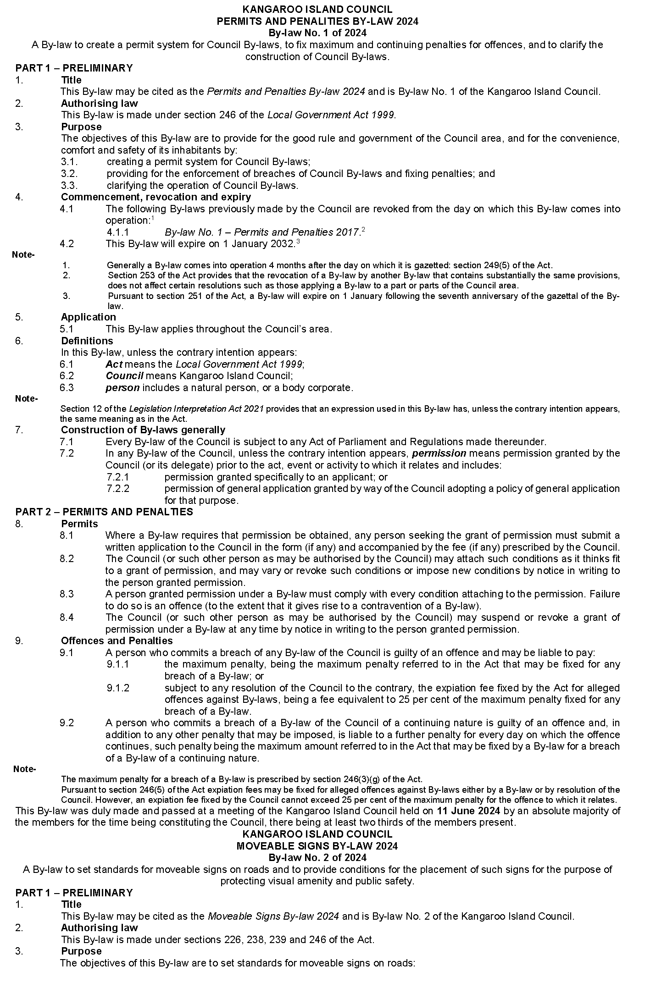 KANGAROO ISLAND COUNCIL
PERMITS AND PENALITIES BY-LAW 2024
By-law No. 1 of 2024
A By-law to create a permit system for Council By-laws, to fix maximum and continuing penalties for offences, and to clarify the
construction of Council By-laws.
PART 1 – PRELIMINARY
1. Title
This By-law may be cited as the Permits and Penalties By-law 2024 and is By-law No. 1 of the Kangaroo Island Council.
2. Authorising law
This By-law is made under section 246 of the Local Government Act 1999.
3. Purpose
The objectives of this By-law are to provide for the good rule and government of the Council area, and for the convenience,
comfort and safety of its inhabitants by:
3.1. creating a permit system for Council By-laws;
3.2. providing for the enforcement of breaches of Council By-laws and fixing penalties; and
3.3. clarifying the operation of Council By-laws.
4. Commencement, revocation and expiry
4.1 The following By-laws previously made by the Council are revoked from the day on which this By-law comes into
operation:1
4.1.1 By-law No. 1 – Permits and Penalties 2017.2
4.2 This By-law will expire on 1 January 2032.3
Note-
1. Generally a By-law comes into operation 4 months after the day on which it is gazetted: section 249(5) of the Act.
2. Section 253 of the Act provides that the revocation of a By-law by another By-law that contains substantially the same provisions,
does not affect certain resolutions such as those applying a By-law to a part or parts of the Council area.
3. Pursuant to section 251 of the Act, a By-law will expire on 1 January following the seventh anniversary of the gazettal of the By-
law.
5. Application
5.1 This By-law applies throughout the Council’s area.
6. Definitions
In this By-law, unless the contrary intention appears:
6.1 Act means the Local Government Act 1999;
6.2 Council means Kangaroo Island Council;
6.3 person includes a natural person, or a body corporate.
Note-
Section 12 of the Legislation Interpretation Act 2021 provides that an expression used in this By-law has, unless the contrary intention appears,
the same meaning as in the Act.
7. Construction of By-laws generally
7.1 Every By-law of the Council is subject to any Act of Parliament and Regulations made thereunder.
7.2 In any By-law of the Council, unless the contrary intention appears, permission means permission granted by the
Council (or its delegate) prior to the act, event or activity to which it relates and includes:
7.2.1 permission granted specifically to an applicant; or
7.2.2 permission of general application granted by way of the Council adopting a policy of general application
for that purpose.
PART 2 – PERMITS AND PENALTIES
8. Permits
8.1 Where a By-law requires that permission be obtained, any person seeking the grant of permission must submit a
written application to the Council in the form (if any) and accompanied by the fee (if any) prescribed by the Council.
8.2 The Council (or such other person as may be authorised by the Council) may attach such conditions as it thinks fit
to a grant of permission, and may vary or revoke such conditions or impose new conditions by notice in writing to
the person granted permission.
8.3 A person granted permission under a By-law must comply with every condition attaching to the permission. Failure
to do so is an offence (to the extent that it gives rise to a contravention of a By-law).
8.4 The Council (or such other person as may be authorised by the Council) may suspend or revoke a grant of
permission under a By-law at any time by notice in writing to the person granted permission.
9. Offences and Penalties
9.1 A person who commits a breach of any By-law of the Council is guilty of an offence and may be liable to pay:
9.1.1 the maximum penalty, being the maximum penalty referred to in the Act that may be fixed for any
breach of a By-law; or
9.1.2 subject to any resolution of the Council to the contrary, the expiation fee fixed by the Act for alleged
offences against By-laws, being a fee equivalent to 25 per cent of the maximum penalty fixed for any
breach of a By-law.
9.2 A person who commits a breach of a By-law of the Council of a continuing nature is guilty of an offence and, in
addition to any other penalty that may be imposed, is liable to a further penalty for every day on which the offence
continues, such penalty being the maximum amount referred to in the Act that may be fixed by a By-law for a breach
of a By-law of a continuing nature.
Note-
The maximum penalty for a breach of a By-law is prescribed by section 246(3)(g) of the Act.
Pursuant to section 246(5) of the Act expiation fees may be fixed for alleged offences against By-laws either by a By-law or by resolution of the
Council. However, an expiation fee fixed by the Council cannot exceed 25 per cent of the maximum penalty for the offence to which it relates.
This By-law was duly made and passed at a meeting of the Kangaroo Island Council held on 11 June 2024 by an absolute majority of
the members for the time being constituting the Council, there being at least two thirds of the members present.
KANGAROO ISLAND COUNCIL
MOVEABLE SIGNS BY-LAW 2024
By-law No. 2 of 2024
A By-law to set standards for moveable signs on roads and to provide conditions for the placement of such signs for the purpose of
protecting visual amenity and public safety.
PART 1 – PRELIMINARY
1. Title
This By-law may be cited as the Moveable Signs By-law 2024 and is By-law No. 2 of the Kangaroo Island Council.
2. Authorising law
This By-law is made under sections 226, 238, 239 and 246 of the Act.
3. Purpose
The objectives of this By-law are to set standards for moveable signs on roads: